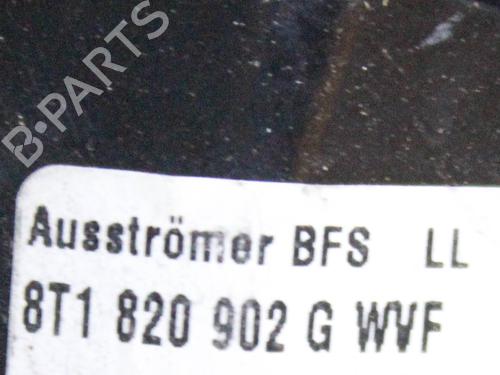 B-PARTS
Ausströmer BFS LL
8T1 820 902 G WVF